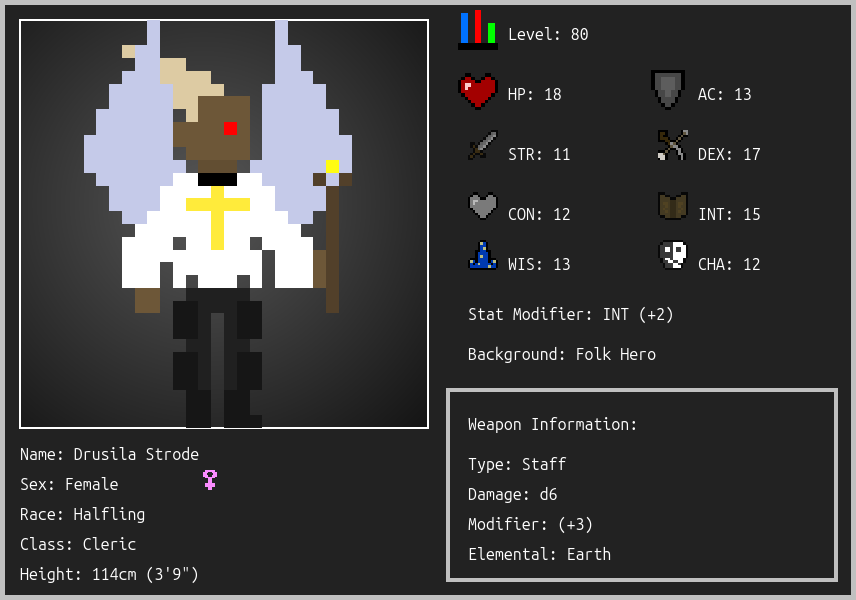 Level: 80
HP: 18
AC: 13
STR: 11
DEX: 17
CON: 12
INT: 15
WIS: 13
CHA: 12
Stat Modifier: INT (+2)
Background: Folk Hero
Weapon Information:
Type: Staff
Damage: d6
Modifier: (+3)
Elemental: Earth
Name: Drusila Strode
Sex: Female
Race: Halfling
Class: Cleric
Height: 114cm (3'9")